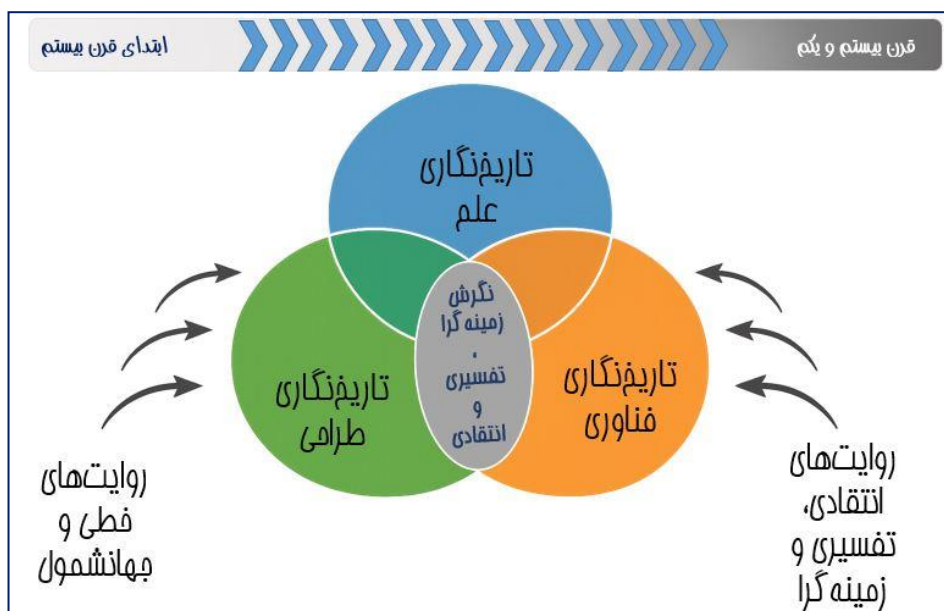 قرن بیستم و یکم
ابتدای قرن بیستم
تاریخ‌نگاری
علم
نگرش
زمینه گرا
،
تفسیری
و
انتقادی
تاریخ‌نگاری
فناوری
تاریخ‌نگاری
طراحی
روایت‌های
انتقادی،
تفسیری و
زمینه گرا
روایت‌های
خطی و
جهانشمول